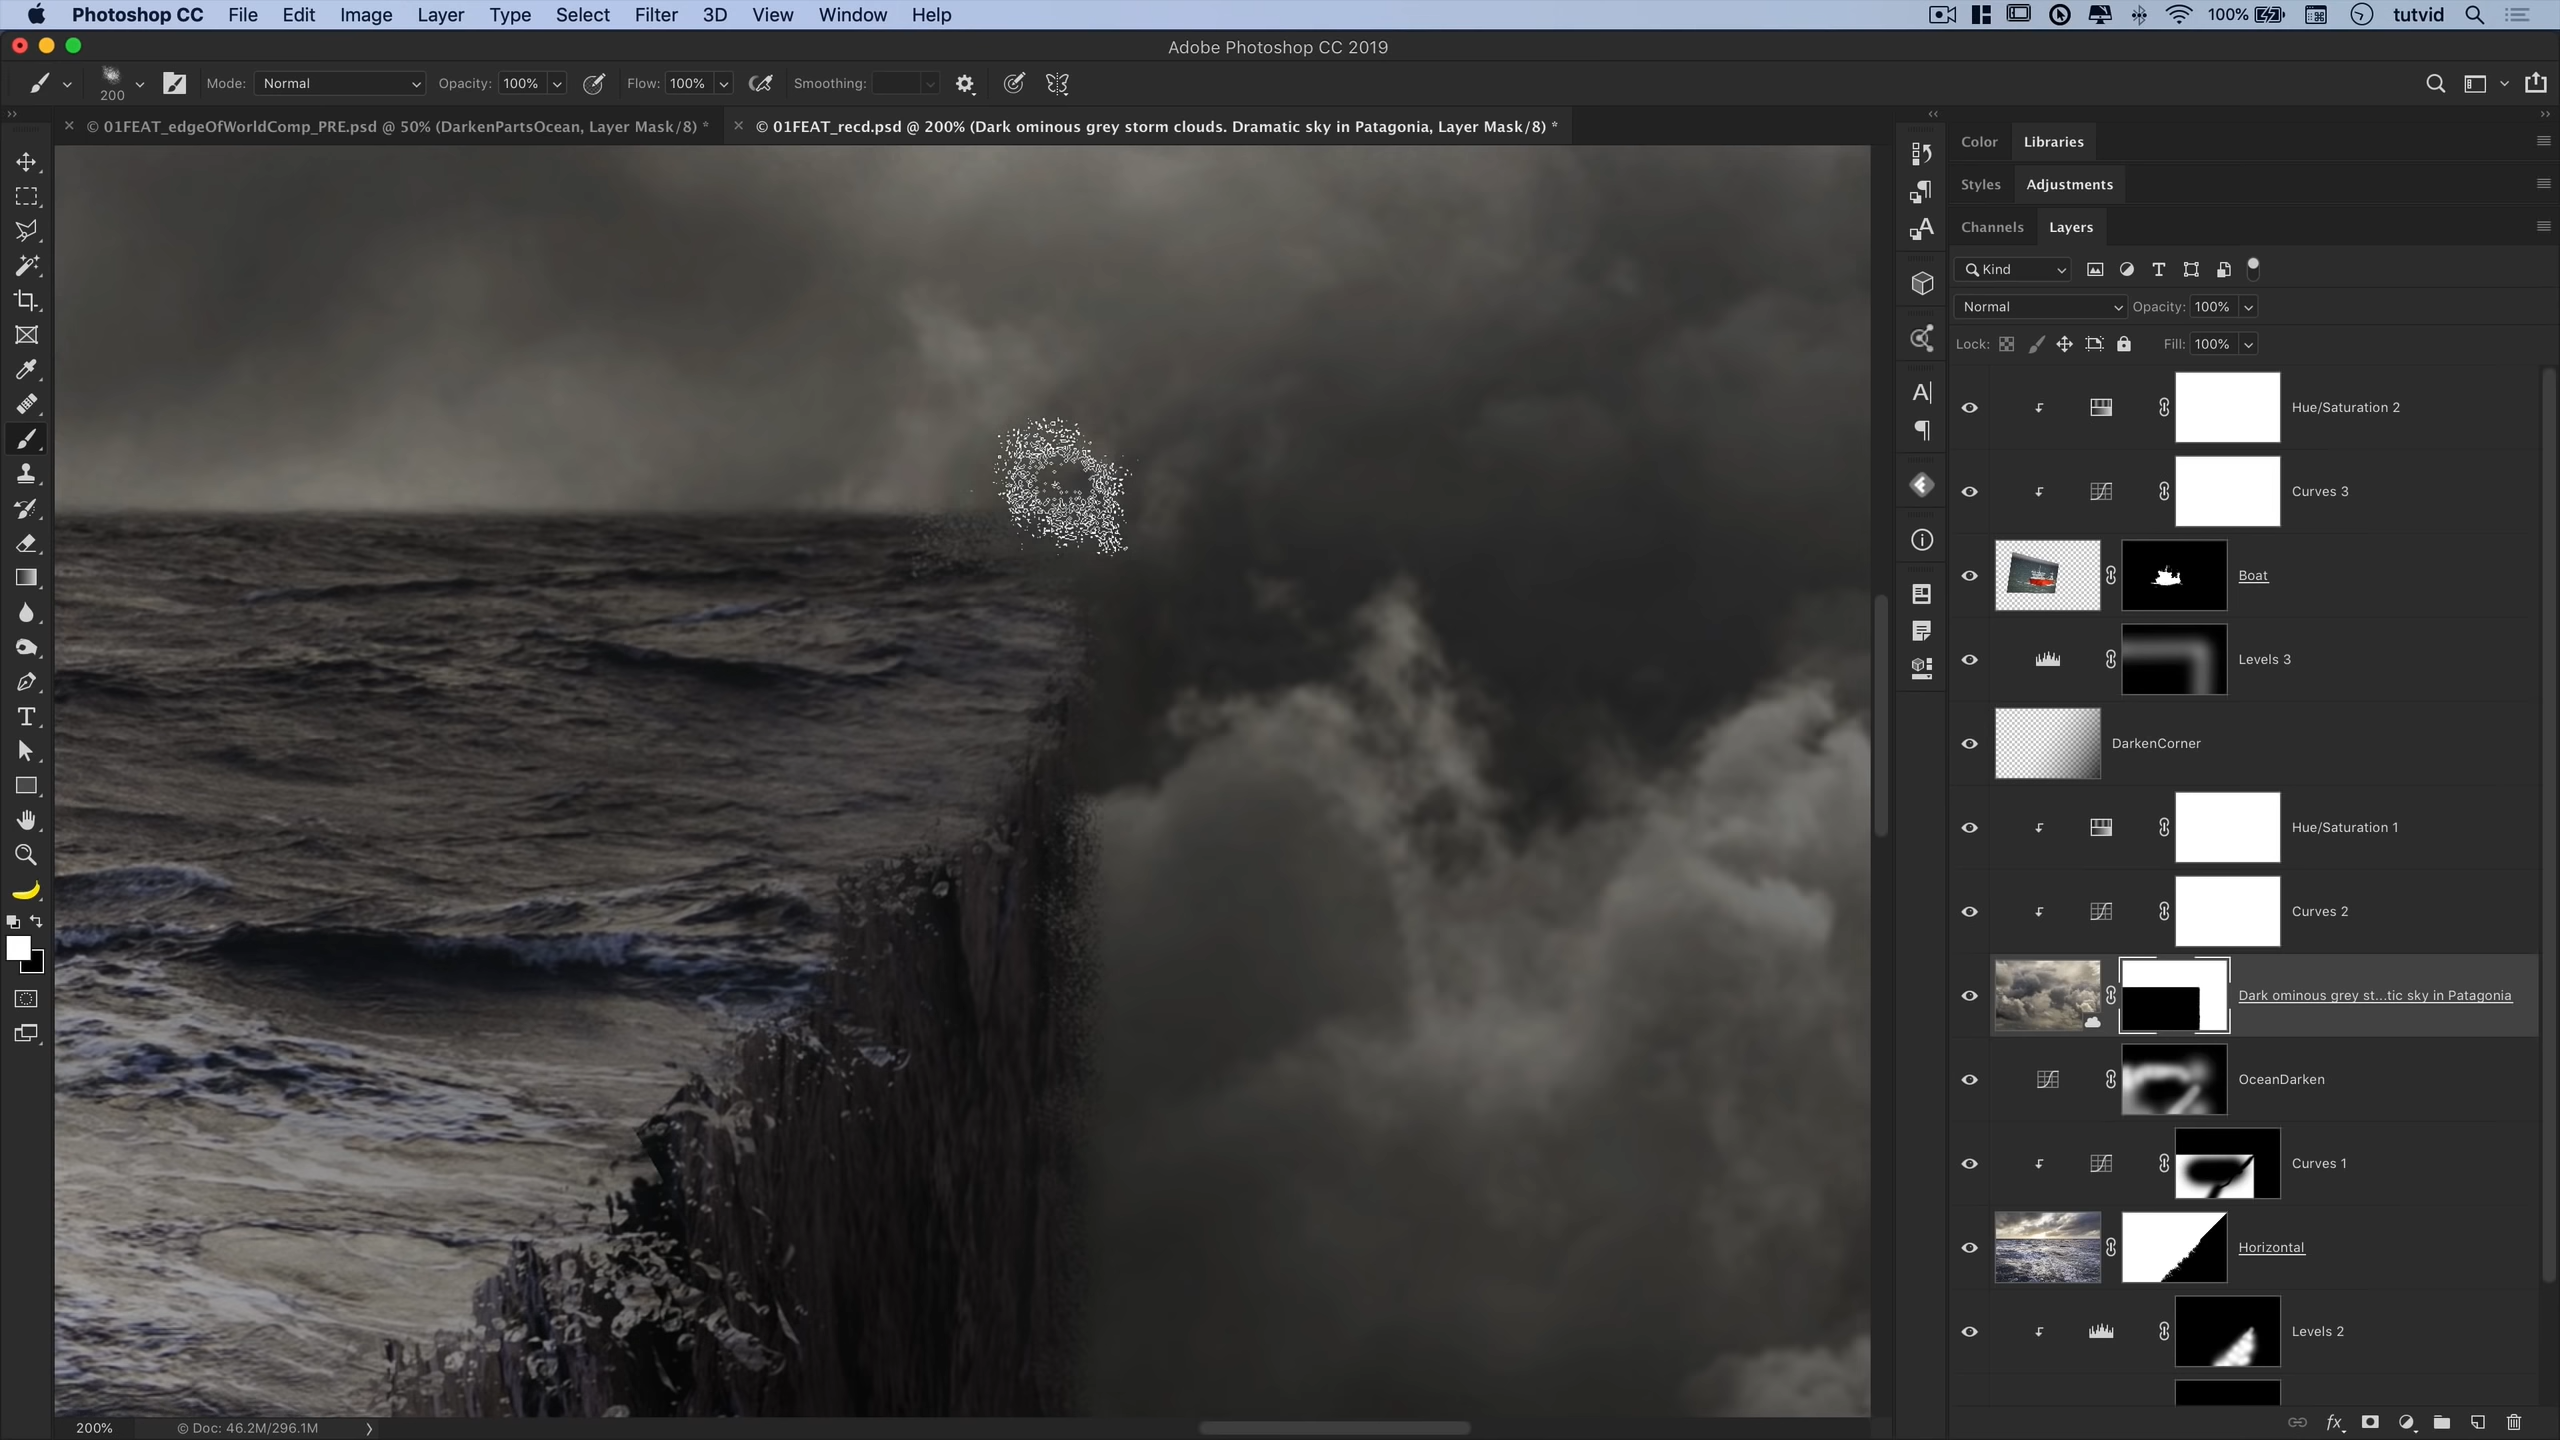 Photoshop CC File Edit Image Layer Type Select Filter 3D View Window Help 100% tutvid
Adobe Photoshop CC 2019
200 Mode: Normal Opacity: 100% Flow: 100% Smoothing:
© 01FEAT_edgeOfWorldComp_PRE.psd @ 50% (DarkenPartsOcean, Layer Mask/8) *
© 01FEAT_recd.psd @ 200% (Dark ominous grey storm clouds. Dramatic sky in Patagonia, Layer Mask/8) *
Color Libraries
Styles Adjustments
Channels Layers
Kind
Normal Opacity: 100%
Lock: Fill: 100%
Hue/Saturation 2
Curves 3
Boat
Levels 3
DarkenCorner
Hue/Saturation 1
Curves 2
Dark ominous grey st...tic sky in Patagonia
OceanDarken
Curves 1
Horizontal
Levels 2
fx
200% © Doc: 46.2M/296.1M